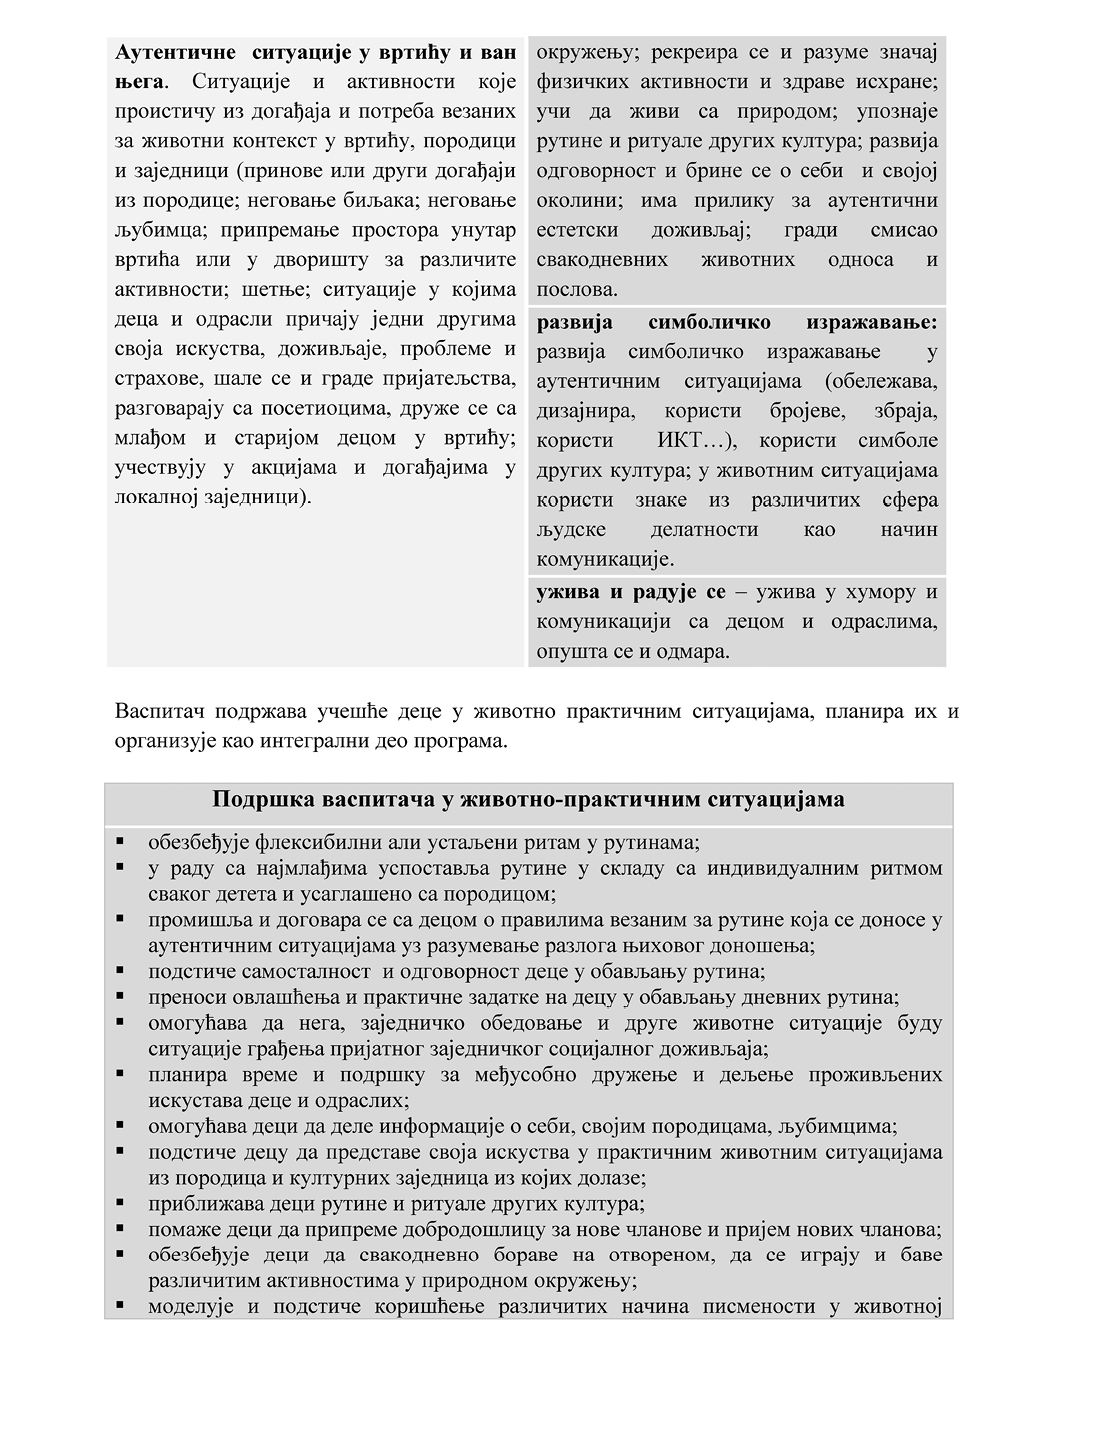 Аутентичне ситуације у вртићу и ван
њега. Ситуације и активности које
проистичу из догађаја и потреба везаних
за животни контекст у вртићу, породици
и заједници (принове или други догађаји
из породице; неговање биљака; неговање
љубимца; припремање простора унутар
вртића или у дворишту за различите
активности; шетње; ситуације у којима
деца и одрасли причају једни другима
своја искуства, доживљаје, проблеме и
страхове, шале се и граде пријатељства,
разговарају са посетиоцима, друже се са
млађом и старијом децом у вртићу;
учествују у акцијама и догађајима у
локалној заједници).
окружењу; рекреира се и разуме значај
физичких активности и здраве исхране;
учи да живи са природом; упознаје
рутине и ритуале других култура; развија
одговорност и брине се о себи и својој
околини; има прилику за аутентични
естетски доживљај; гради смисао
свакодневних животних односа и
послова.
развија симболичко изражавање:
развија симболичко изражавање у
аутентичним ситуацијама (обележава,
дизајнира, користи бројеве, збраја,
користи ИКТ…), користи симболе
других култура; у животним ситуацијама
користи знаке из различитих сфера
људске делатности као начин
комуникације.
ужива и радује се – ужива у хумору и
комуникацији са децом и одраслима,
опушта се и одмара.
Васпитач подржава учешће деце у животно практичним ситуацијама, планира их и
организује као интегрални део програма.
Подршка васпитача у животно-практичним ситуацијама
▪ обезбеђује флексибилни али устаљени ритам у рутинама;
▪ у раду са најмлађима успоставља рутине у складу са индивидуалним ритмом
сваког детета и усаглашено са породицом;
▪ промишља и договара се са децом о правилима везаним за рутине која се доносе у
аутентичним ситуацијама уз разумевање разлога њиховог доношења;
▪ подстиче самосталност и одговорност деце у обављању рутина;
▪ преноси овлашћења и практичне задатке на децу у обављању дневних рутина;
▪ омогућава да нега, заједничко обедовање и друге животне ситуације буду
ситуације грађења пријатног заједничког социјалног доживљаја;
▪ планира време и подршку за међусобно дружење и дељење проживљених
искустава деце и одраслих;
▪ омогућава деци да деле информације о себи, својим породицама, љубимцима;
▪ подстиче децу да представе своја искуства у практичним животним ситуацијама
из породица и културних заједница из којих долазе;
▪ приближава деци рутине и ритуале других култура;
▪ помаже деци да припреме добродошлицу за нове чланове и пријем нових чланова;
▪ обезбеђује деци да свакодневно бораве на отвореном, да се играју и баве
различитим активностима у природном окружењу;
▪ моделује и подстиче коришћење различитих начина писмености у животној